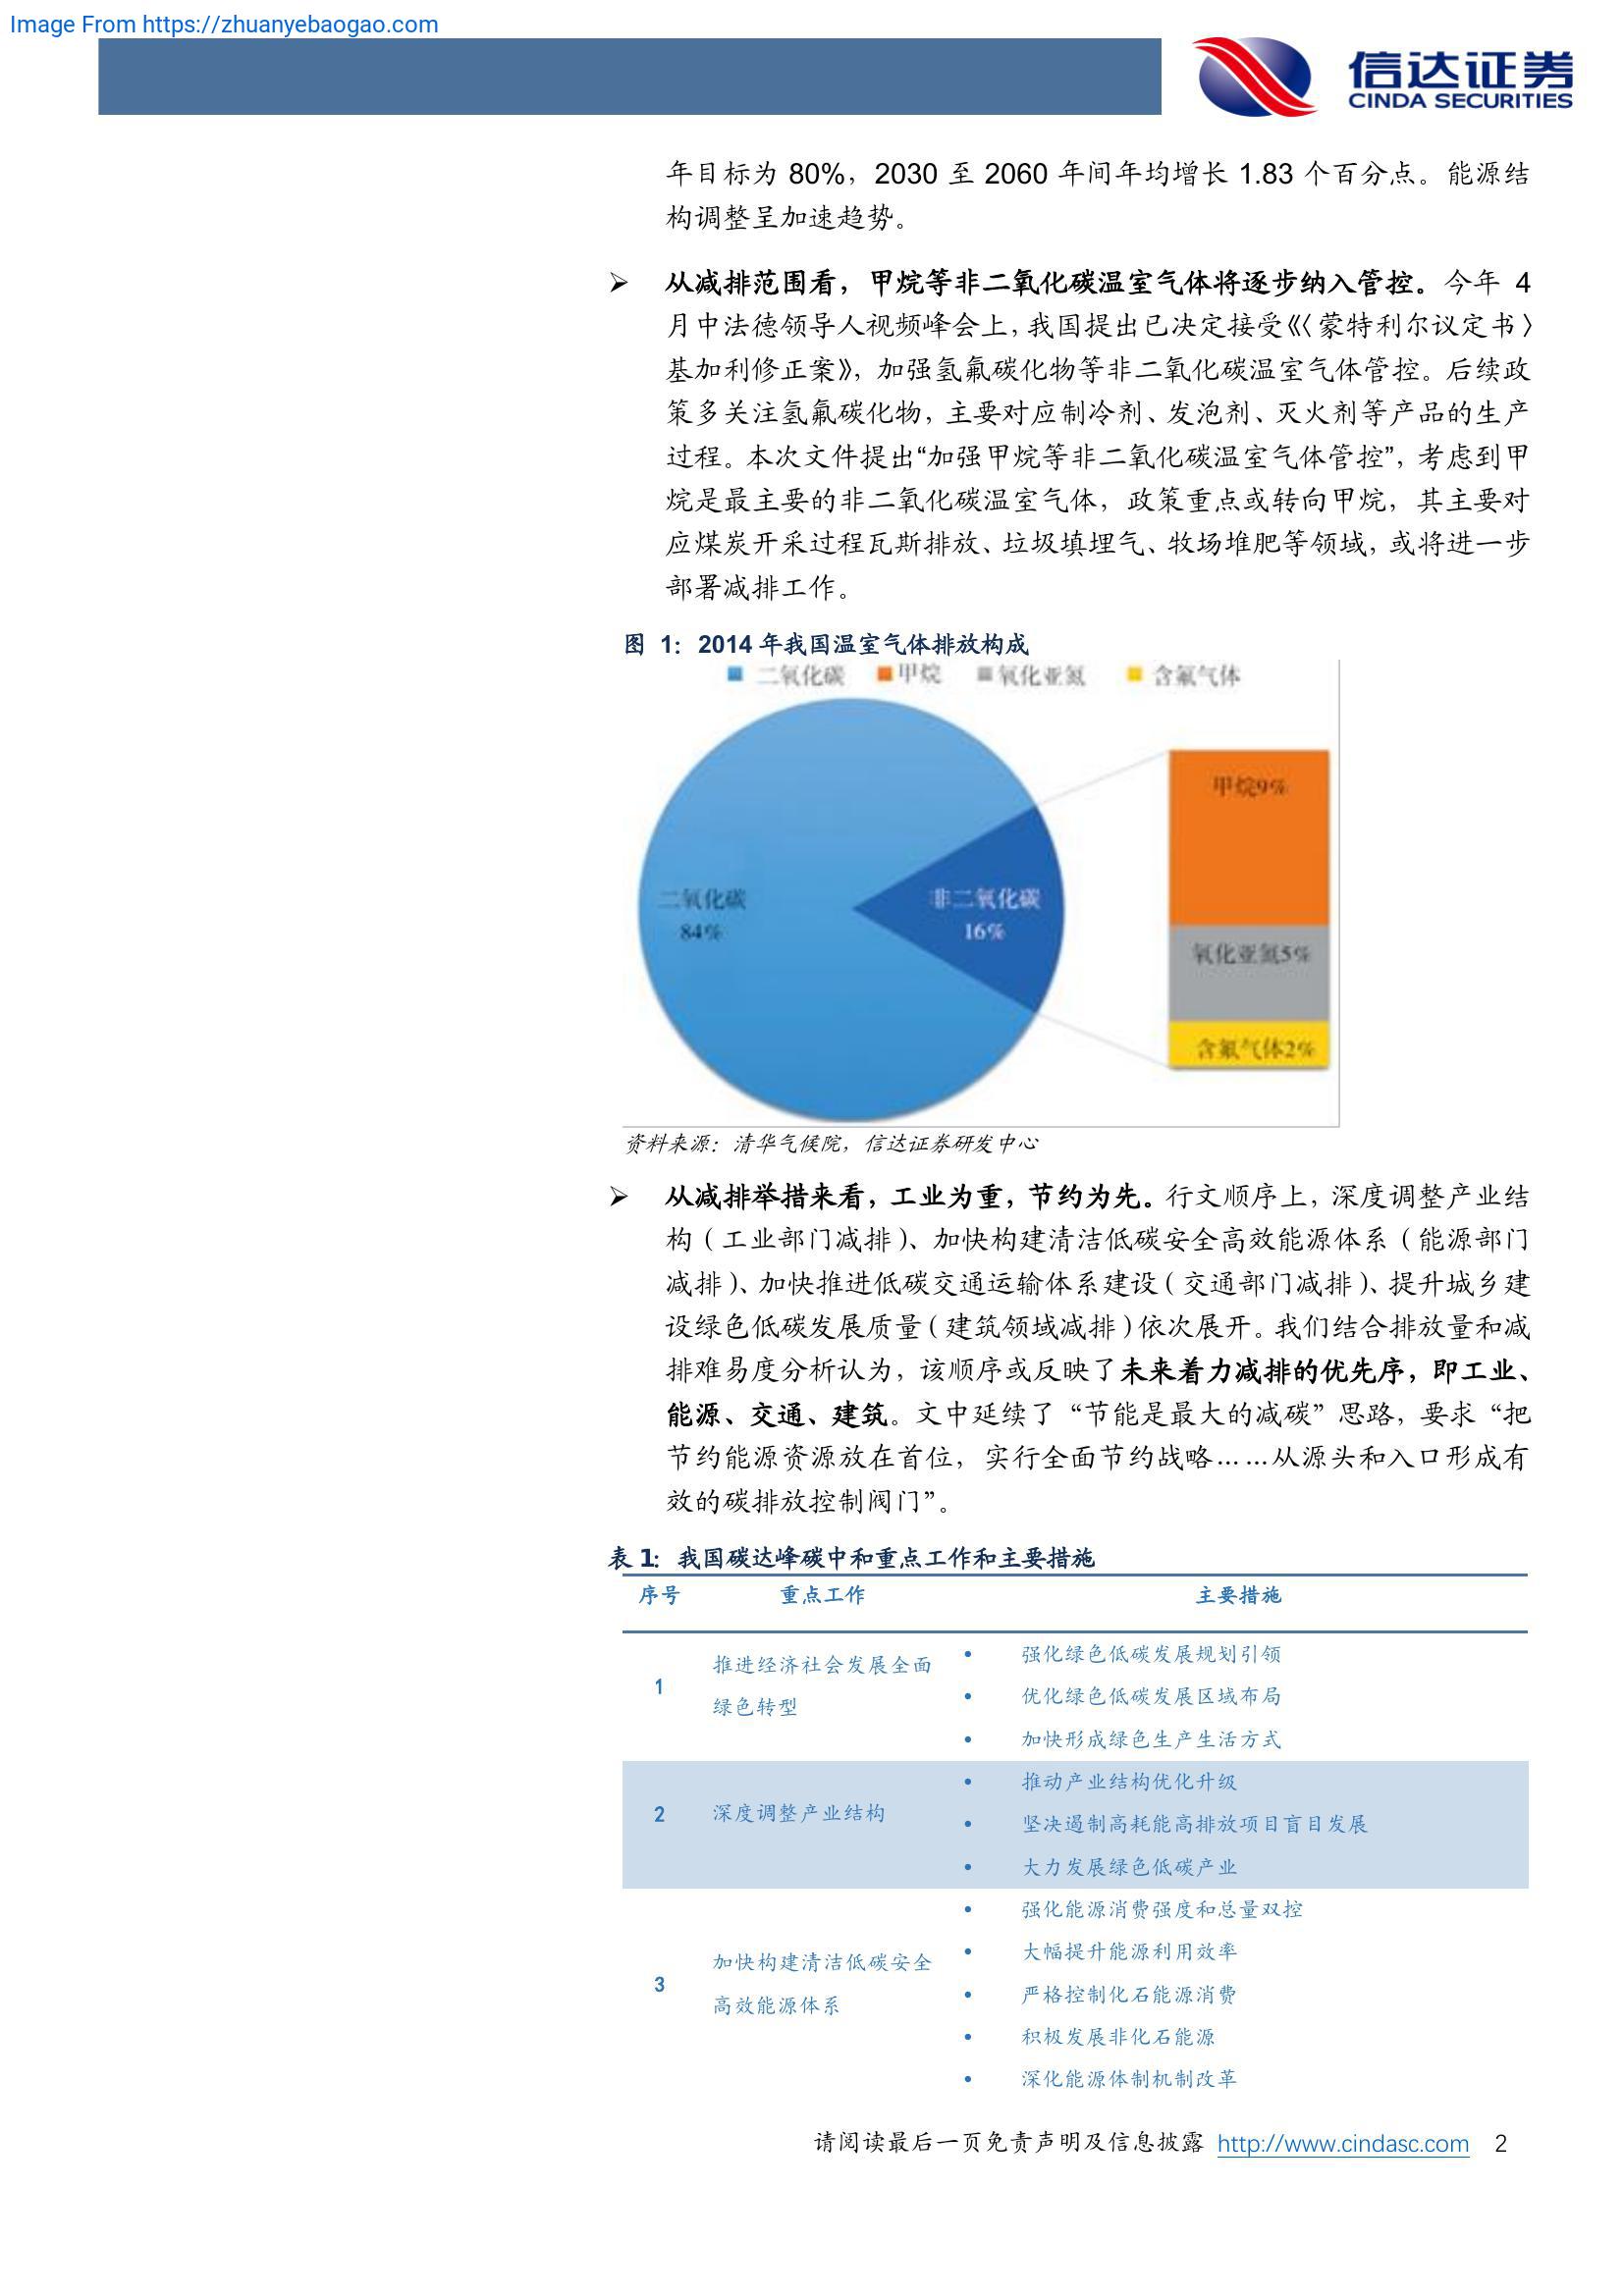 Image From https://zhuanyebaogao.com
信达证券
CINDA SECURITIES
年目标为 80%，2030 至 2060 年间年均增长 1.83 个百分点。能源结
构调整呈加速趋势。
➢ 从减排范围看，甲烷等非二氧化碳温室气体将逐步纳入管控。今年 4
月中法德领导人视频峰会上，我国提出已决定接受《〈蒙特利尔议定书〉
基加利修正案》，加强氢氟碳化物等非二氧化碳温室气体管控。后续政
策多关注氢氟碳化物，主要对应制冷剂、发泡剂、灭火剂等产品的生产
过程。本次文件提出“加强甲烷等非二氧化碳温室气体管控”，考虑到甲
烷是最主要的非二氧化碳温室气体，政策重点或转向甲烷，其主要对
应煤炭开采过程瓦斯排放、垃圾填埋气、牧场堆肥等领域，或将进一步
部署减排工作。
图 1：2014 年我国温室气体排放构成
二氧化碳 甲烷 氧化亚氮 含氟气体
甲烷9%
二氧化碳
84%
非二氧化碳
16%
氧化亚氮5%
含氟气体2%
资料来源：清华气候院，信达证券研发中心
➢ 从减排举措来看，工业为重，节约为先。行文顺序上，深度调整产业结
构（工业部门减排）、加快构建清洁低碳安全高效能源体系（能源部门
减排）、加快推进低碳交通运输体系建设（交通部门减排）、提升城乡建
设绿色低碳发展质量（建筑领域减排）依次展开。我们结合排放量和减
排难易度分析认为，该顺序或反映了未来着力减排的优先序，即工业、
能源、交通、建筑。文中延续了“节能是最大的减碳”思路，要求“把
节约能源资源放在首位，实行全面节约战略……从源头和入口形成有
效的碳排放控制阀门”。
表 1：我国碳达峰碳中和重点工作和主要措施
序号 重点工作 主要措施
1 推进经济社会发展全面
绿色转型
• 强化绿色低碳发展规划引领
• 优化绿色低碳发展区域布局
• 加快形成绿色生产生活方式
2 深度调整产业结构
• 推动产业结构优化升级
• 坚决遏制高耗能高排放项目盲目发展
• 大力发展绿色低碳产业
3 加快构建清洁低碳安全
高效能源体系
• 强化能源消费强度和总量双控
• 大幅提升能源利用效率
• 严格控制化石能源消费
• 积极发展非化石能源
• 深化能源体制机制改革
请阅读最后一页免责声明及信息披露 http://www.cindasc.com 2